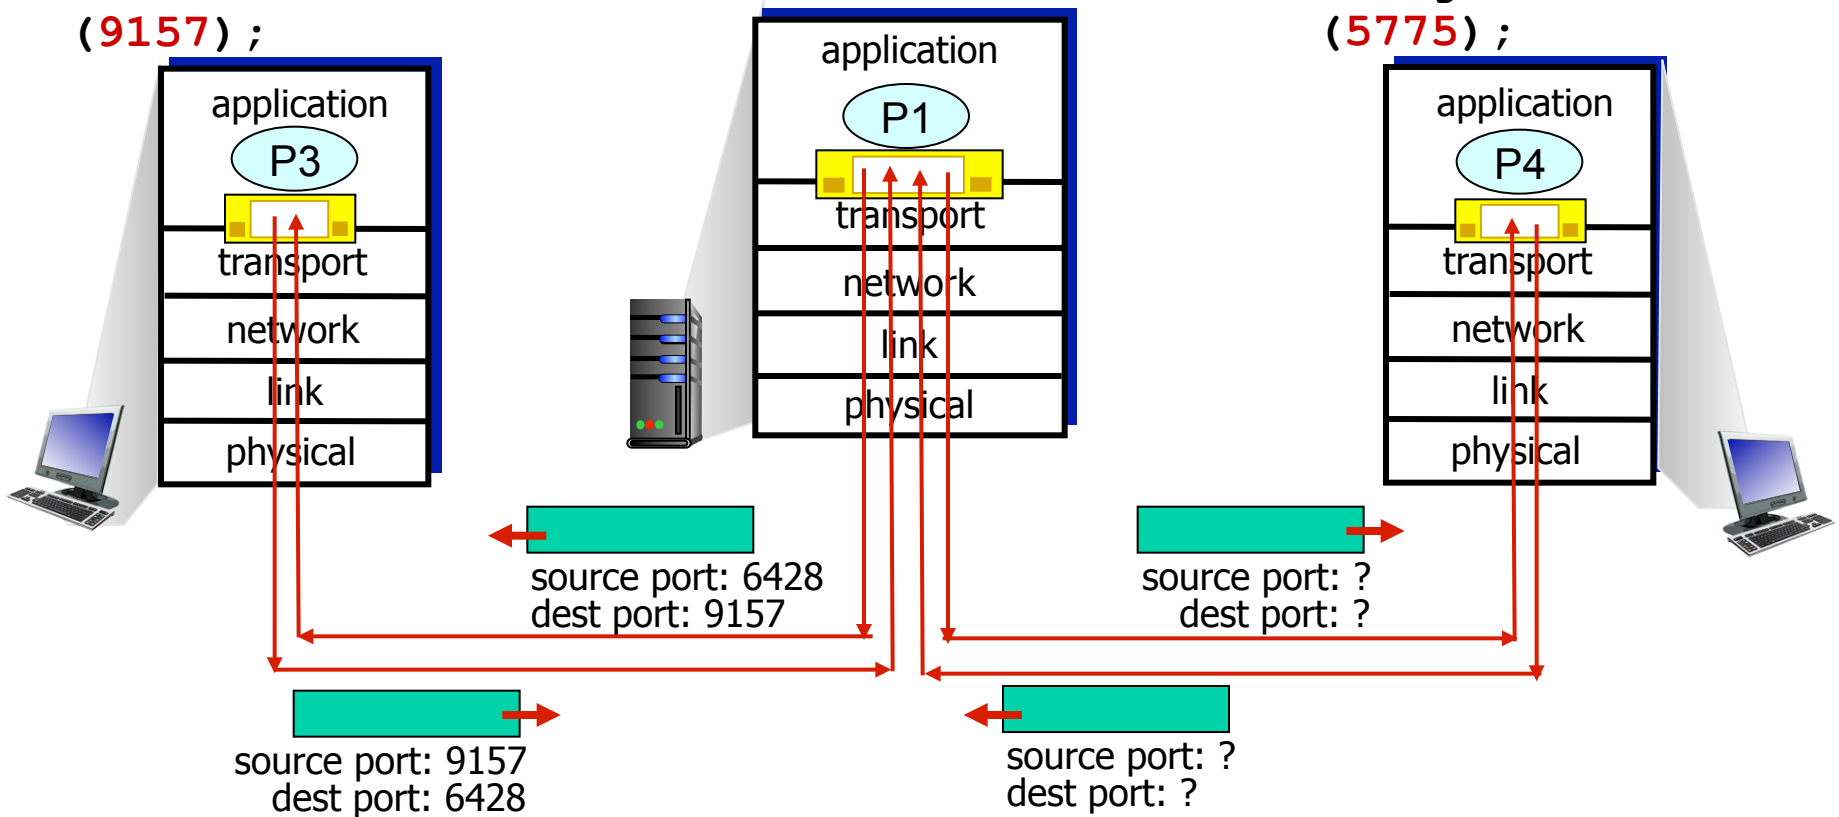 (9157);
application
P3
transport
network
link
physical
application
P1
transport
network
link
physical
(5775);
application
P4
transport
network
link
physical
source port: 6428
dest port: 9157
source port: ?
dest port: ?
source port: 9157
dest port: 6428
source port: ?
dest port: ?